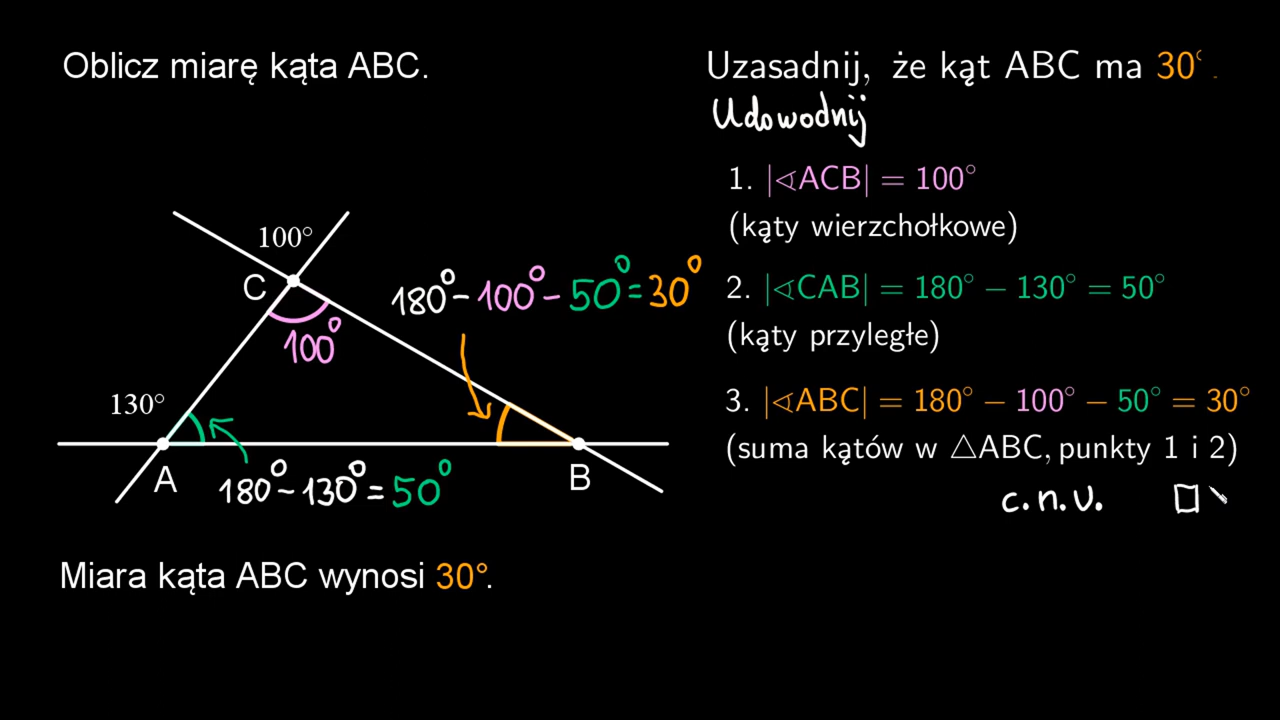 Oblicz miarę kąta ABC.
100°
C
180° - 100° - 50° = 30°
100°
130°
A
180° - 130° = 50°
B
Miara kąta ABC wynosi 30°.
Uzasadnij, że kąt ABC ma 30°.
Udowodnij
1. |∢ACB| = 100°
(kąty wierzchołkowe)
2. |∢CAB| = 180° − 130° = 50°
(kąty przyległe)
3. |∢ABC| = 180° − 100° − 50° = 30°
(suma kątów w △ABC, punkty 1 i 2)
c.n.u. □